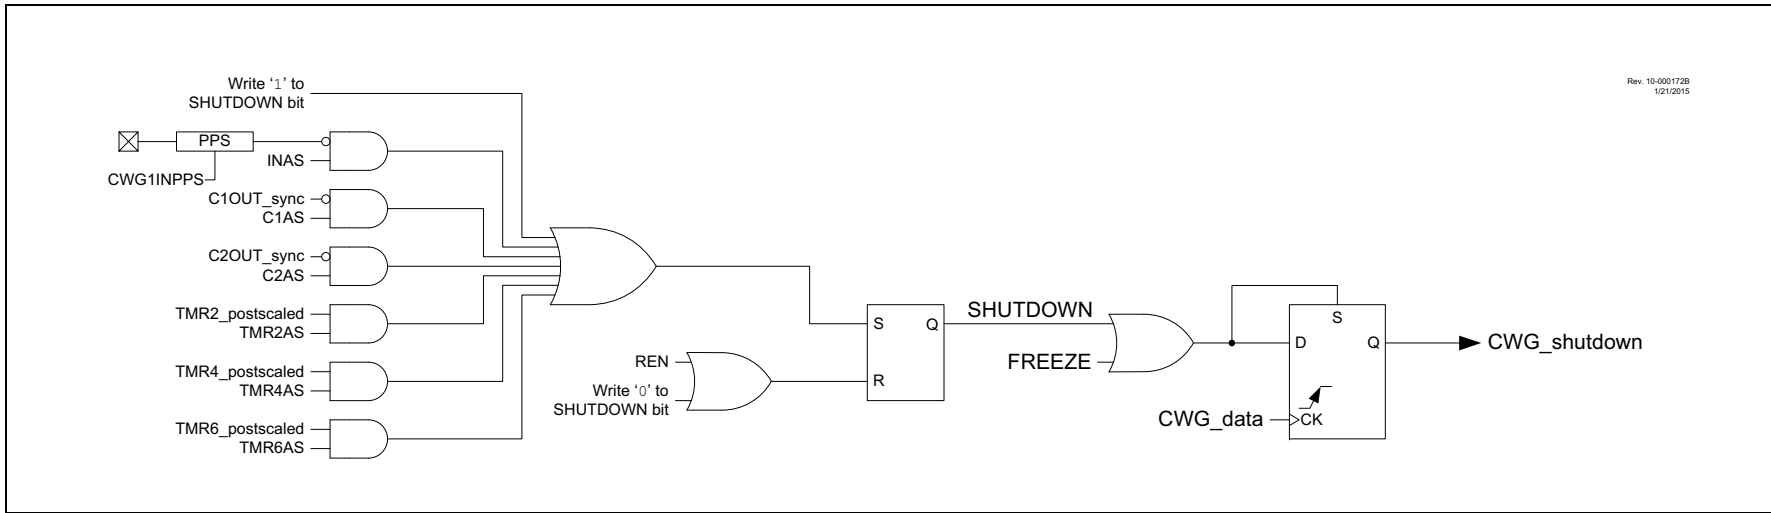 Rev. 10-000172B
1/21/2015
Write ‘1’ to
SHUTDOWN bit
PPS
INAS
CWG1INPPS
C1OUT_sync
C1AS
C2OUT_sync
C2AS
TMR2_postscaled
TMR2AS
TMR4_postscaled
TMR4AS
TMR6_postscaled
TMR6AS
REN
Write ‘0’ to
SHUTDOWN bit
S
Q
R
SHUTDOWN
FREEZE
S
D
Q
CWG_data
CK
CWG_shutdown